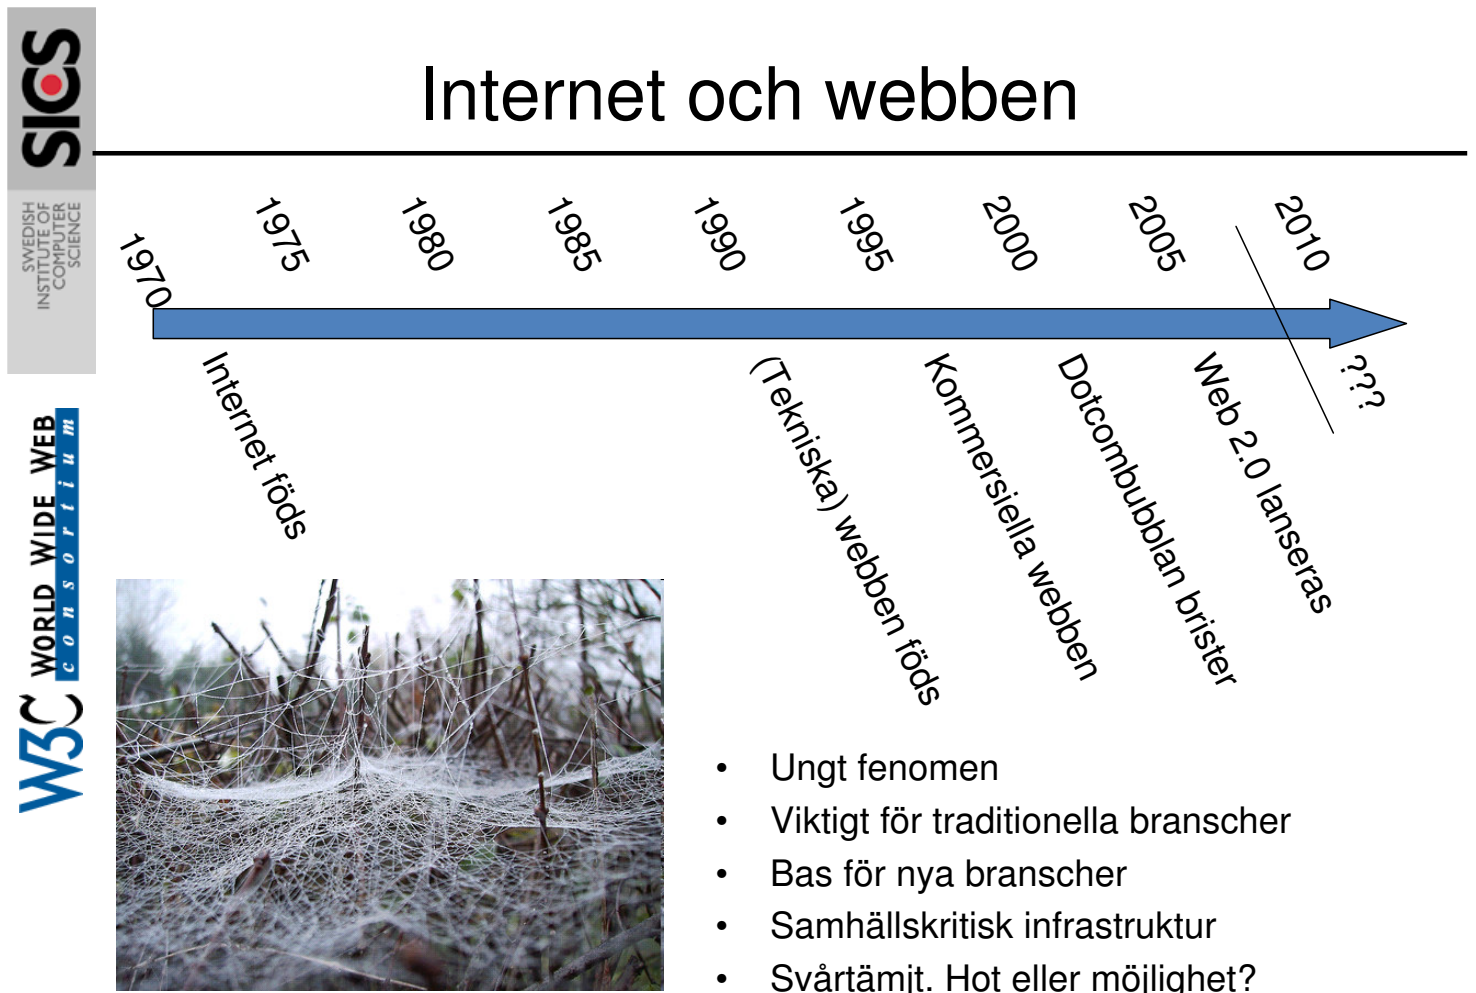 Internet och webben
SICS
SWEDISH
INSTITUTE OF
COMPUTER
SCIENCE
W3C WORLD WIDE WEB
consortium
1970
1975
1980
1985
1990
1995
2000
2005
2010
Internet föds
(Tekniska) webben föds
Kommersiella webben
Dotcombubblan brister
Web 2.0 lanseras
???
• Ungt fenomen
• Viktigt för traditionella branscher
• Bas för nya branscher
• Samhällskritisk infrastruktur
• Svårtämjt. Hot eller möjlighet?